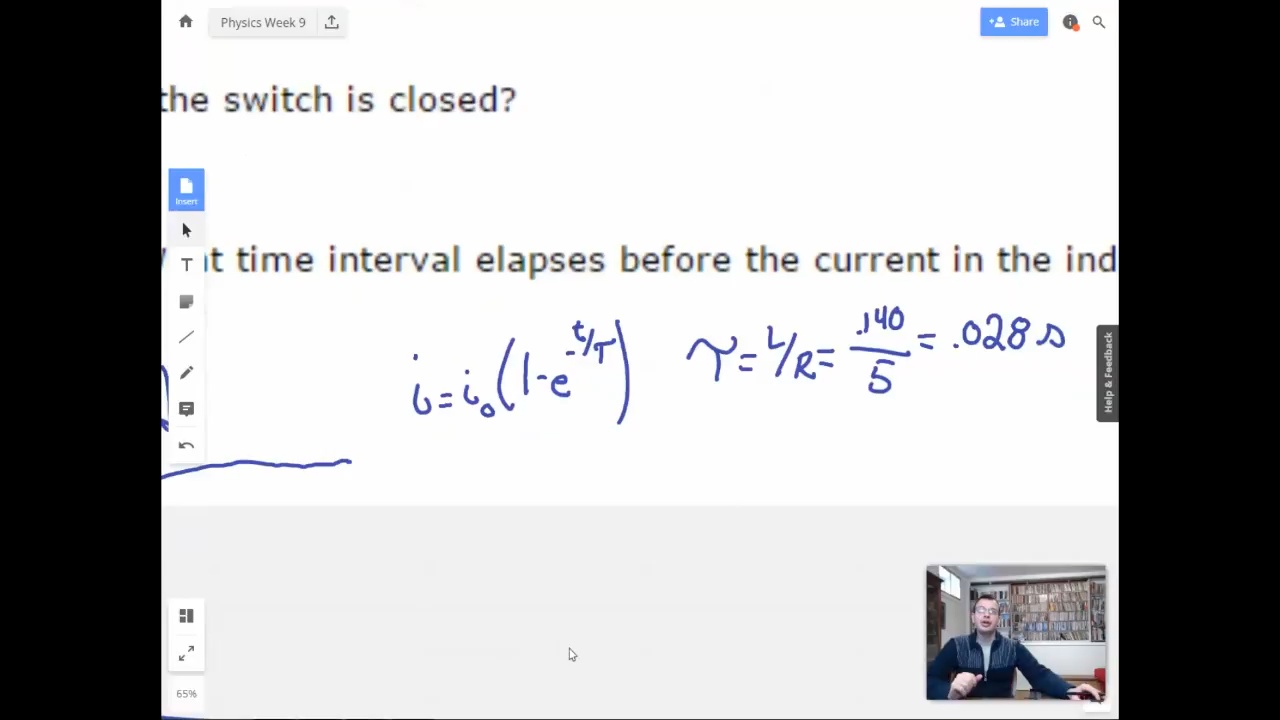 Physics Week 9
Share
the switch is closed?
Insert
at time interval elapses before the current in the ind
T
i = i₀(1-e^-t/τ) τ = L/R = .140/5 = .028 s
Help & Feedback
65%